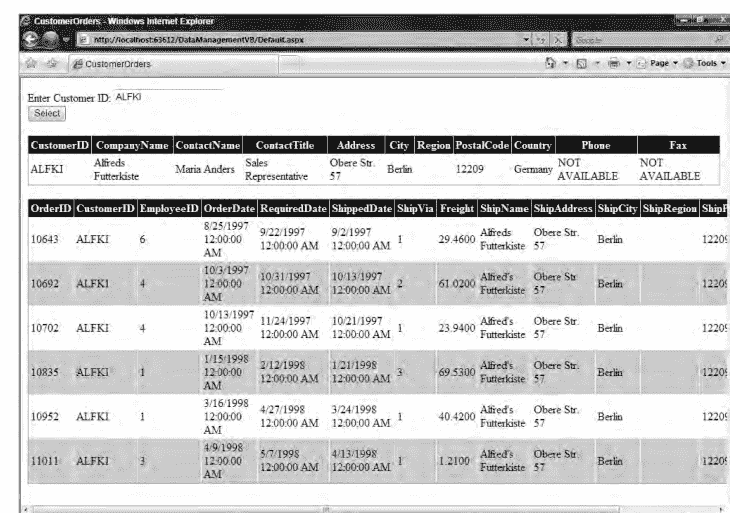 CustomerOrders - Windows Internet Explorer
http://localhost:63612/DataManagementVB/Default.aspx
CustomerOrders Page Tools
Enter Customer ID: ALFKI
Select
CustomerID CompanyName ContactName ContactTitle Address City Region PostalCode Country Phone Fax
ALFKI Alfreds Futterkiste Maria Anders Sales Representative Obere Str. 57 Berlin 12209 Germany NOT AVAILABLE NOT AVAILABLE
OrderID CustomerID EmployeeID OrderDate RequiredDate ShippedDate ShipVia Freight ShipName ShipAddress ShipCity ShipRegion
10643 ALFKI 6 8/25/1997 12:00:00 AM 9/22/1997 12:00:00 AM 9/2/1997 12:00:00 AM 1 29.4600 Alfreds Futterkiste Obere Str. 57 Berlin 12209
10692 ALFKI 4 10/3/1997 12:00:00 AM 10/31/1997 12:00:00 AM 10/13/1997 12:00:00 AM 2 61.0200 Alfred's Futterkiste Obere Str. 57 Berlin 12209
10702 ALFKI 4 10/13/1997 12:00:00 AM 11/24/1997 12:00:00 AM 10/21/1997 12:00:00 AM 1 23.9400 Alfred's Futterkiste Obere Str. 57 Berlin 12209
10835 ALFKI 1 1/15/1998 12:00:00 AM 2/12/1998 12:00:00 AM 1/21/1998 12:00:00 AM 3 69.5300 Alfred's Futterkiste Obere Str. 57 Berlin 12209
10952 ALFKI 1 3/16/1998 12:00:00 AM 4/27/1998 12:00:00 AM 3/24/1998 12:00:00 AM 1 40.4200 Alfred's Futterkiste Obere Str. 57 Berlin 12209
11011 ALFKI 3 4/9/1998 12:00:00 AM 5/7/1998 12:00:00 AM 4/13/1998 12:00:00 AM 1 1.2100 Alfred's Futterkiste Obere Str. 57 Berlin 12209